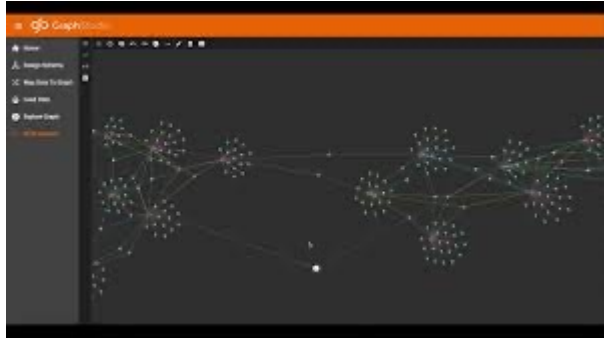 GraphStudio
Home
Design Schema
Map Data To Graph
Load Data
Explore Graph